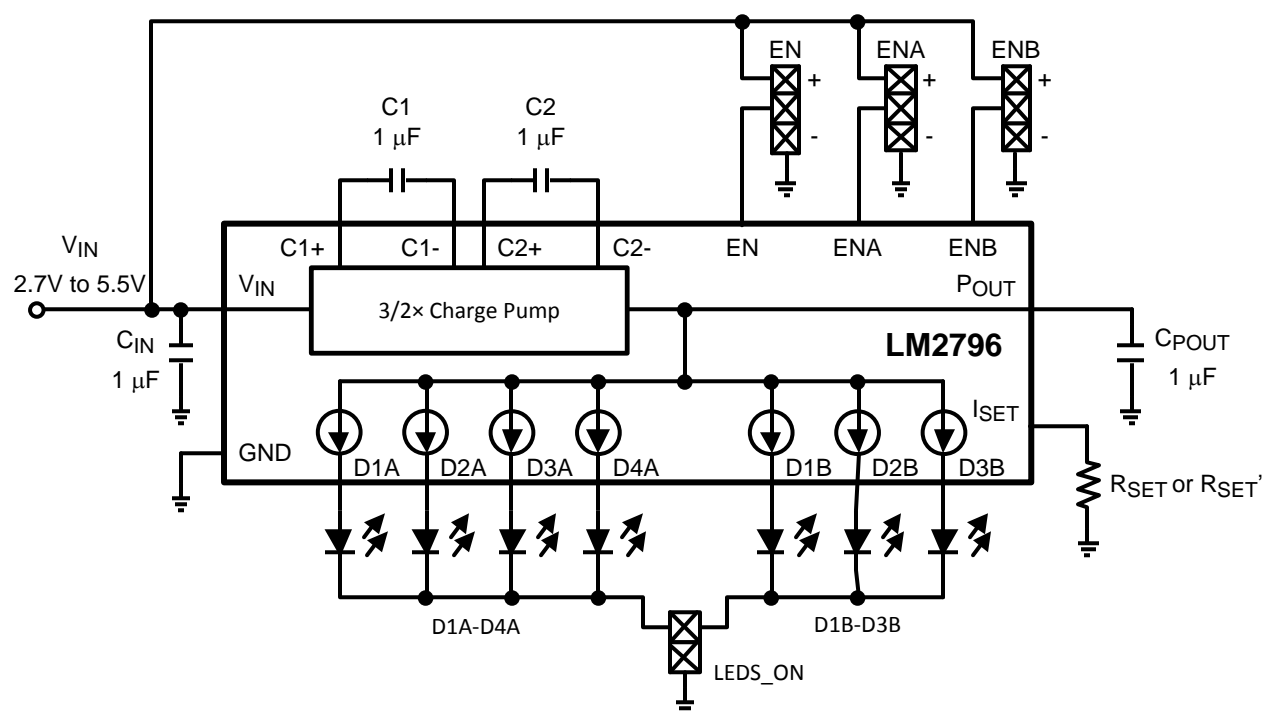 EN ENA ENB
+ + +
- - -
C1 C2
1 μF 1 μF
C1+ C1- C2+ C2- EN ENA ENB
VIN
2.7V to 5.5V
VIN
POUT
3/2× Charge Pump
CIN
1 μF
LM2796
CPOUT
1 μF
ISET
GND
D1A D2A D3A D4A D1B D2B D3B
RSET or RSET’
D1A-D4A D1B-D3B
LEDS_ON